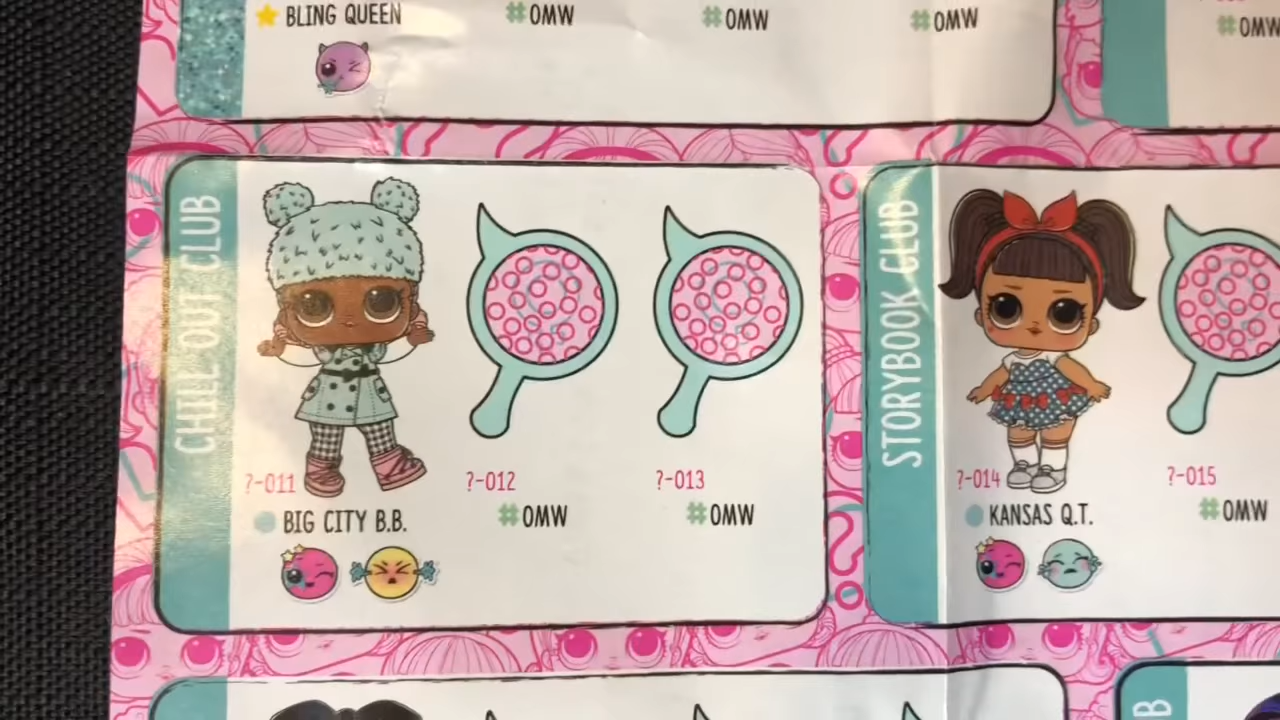 BLING QUEEN
#OMW
#OMW
#OMW
#OMW
CHILL OUT CLUB
?-011
BIG CITY B.B.
?-012
#OMW
?-013
#OMW
STORYBOOK CLUB
?-014
KANSAS Q.T.
?-015
#OMW
B